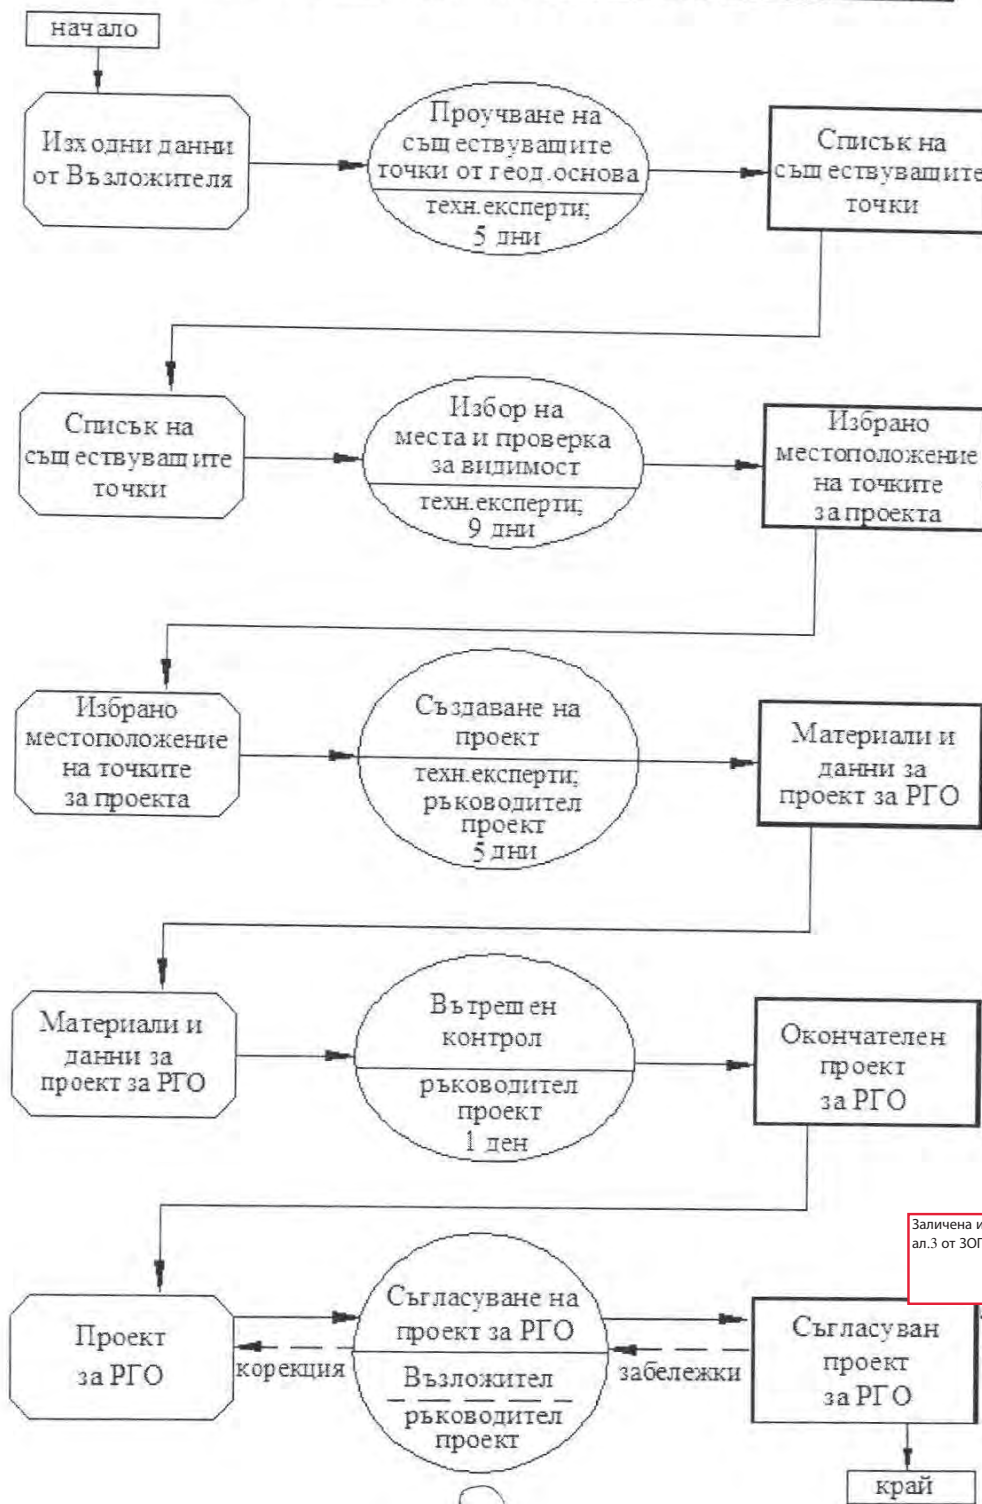 начало
Изходни данни
от Възложителя
Проучване на
съществуващите
точки от геод.основа
техн.експерти;
5 дни
Списък на
съществуващите
точки
Списък на
съществуващите
точки
Избор на
места и проверка
за видимост
техн.експерти;
9 дни
Избрано
местоположение
на точките
за проекта
Избрано
местоположение
на точките
за проекта
Създаване на
проект
техн.експерти;
ръководител
проект
5 дни
Материали и
данни за
проект за РГО
Материали и
данни за
проект за РГО
Вътрешен
контрол
ръководител
проект
1 ден
Окончателен
проект
за РГО
Заличена и
ал.3 от ЗОП
Проект
за РГО
корекция
Съгласуване на
проект за РГО
Възложител
ръководител
проект
забележки
Съгласуван
проект
за РГО
край